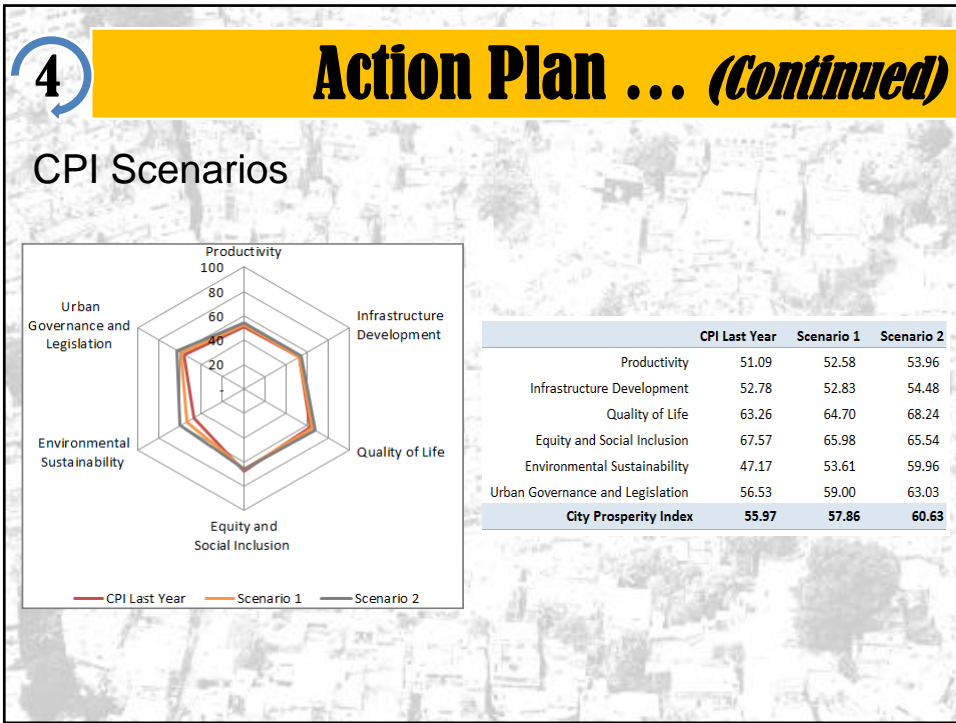 4
Action Plan ... (Continued)
CPI Scenarios
Productivity
100
80
60
40
20
-
Infrastructure
Development
Quality of Life
Equity and
Social Inclusion
Environmental
Sustainability
Urban
Governance and
Legislation
CPI Last Year Scenario 1 Scenario 2
CPI Last Year Scenario 1 Scenario 2
Productivity 51.09 52.58 53.96
Infrastructure Development 52.78 52.83 54.48
Quality of Life 63.26 64.70 68.24
Equity and Social Inclusion 67.57 65.98 65.54
Environmental Sustainability 47.17 53.61 59.96
Urban Governance and Legislation 56.53 59.00 63.03
City Prosperity Index 55.97 57.86 60.63